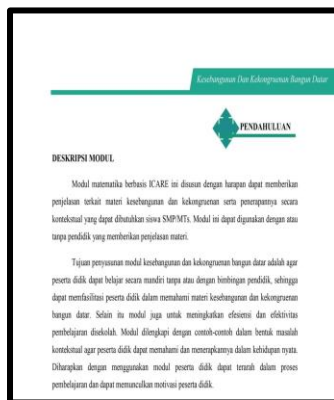 Kesebangunan Dan Kekongruenan Bangun Datar
PENDAHULUAN
DESKRIPSI MODUL
Modul matematika berbasis ICARE ini disusun dengan harapan dapat memberikan
penjelasan terkait materi kesebangunan dan kekongruenan serta penerapannya secara
kontekstual yang dapat dibutuhkan siswa SMP/MTs. Modul ini dapat digunakan dengan atau
tanpa pendidik yang memberikan penjelasan materi.
Tujuan penyusunan modul kesebangunan dan kekongruenan bangun datar adalah agar
peserta didik dapat belajar secara mandiri tanpa atau dengan bimbingan pendidik, sehingga
dapat memfasilitasi peserta didik dalam memahami materi kesebangunan dan kekongruenan
bangun datar. Selain itu modul juga untuk meningkatkan efesiensi dan efektivitas
pembelajaran disekolah. Modul dilengkapi dengan contoh-contoh dalam bentuk masalah
kontekstual agar peserta didik dapat memahami dan menerapkannya dalam kehidupan nyata.
Diharapkan dengan menggunakan modul peserta didik dapat terarah dalam proses
pembelajaran dan dapat memunculkan motivasi peserta didik.